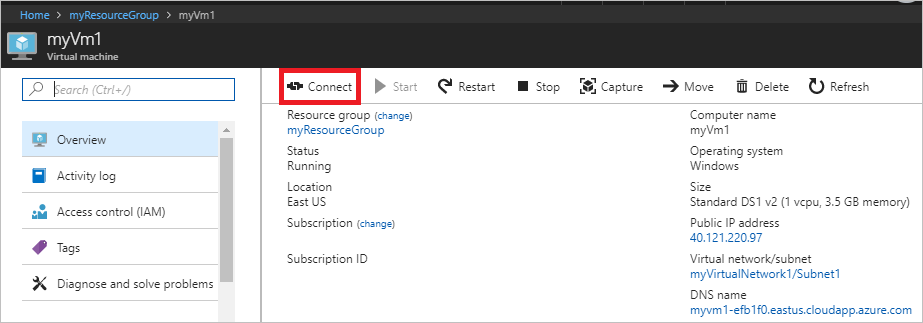 Home > myResourceGroup > myVm1
myVm1
Virtual machine
Search (Ctrl+/)
Overview
Activity log
Access control (IAM)
Tags
Diagnose and solve problems
Connect Start Restart Stop Capture Move Delete Refresh
Resource group (change)
myResourceGroup
Status
Running
Location
East US
Subscription (change)
Subscription ID
Computer name
myVm1
Operating system
Windows
Size
Standard DS1 v2 (1 vcpu, 3.5 GB memory)
Public IP address
40.121.220.97
Virtual network/subnet
myVirtualNetwork1/Subnet1
DNS name
myvm1-efb1f0.eastus.cloudapp.azure.com